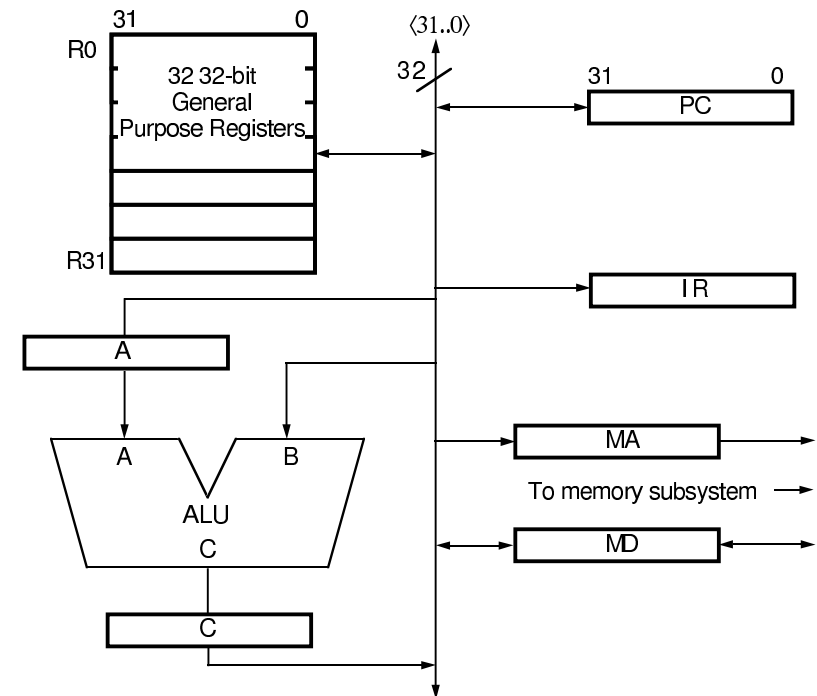 31 0
R0
32 32-bit
General
Purpose Registers
R31
⟨31..0⟩
32
31 0
PC
IR
A
A B
ALU
C
C
MA
To memory subsystem
MD